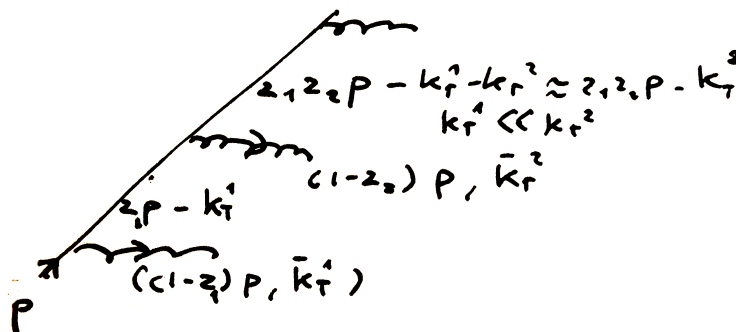 z₁z₂p - k_T¹ - k_T² ≈ z₁z₂p - k_T²
k_T¹ << k_T²
(1-z₂) p, k̄_T²
z₁p - k_T¹
((1-z₁) p, k̄_T¹)
p